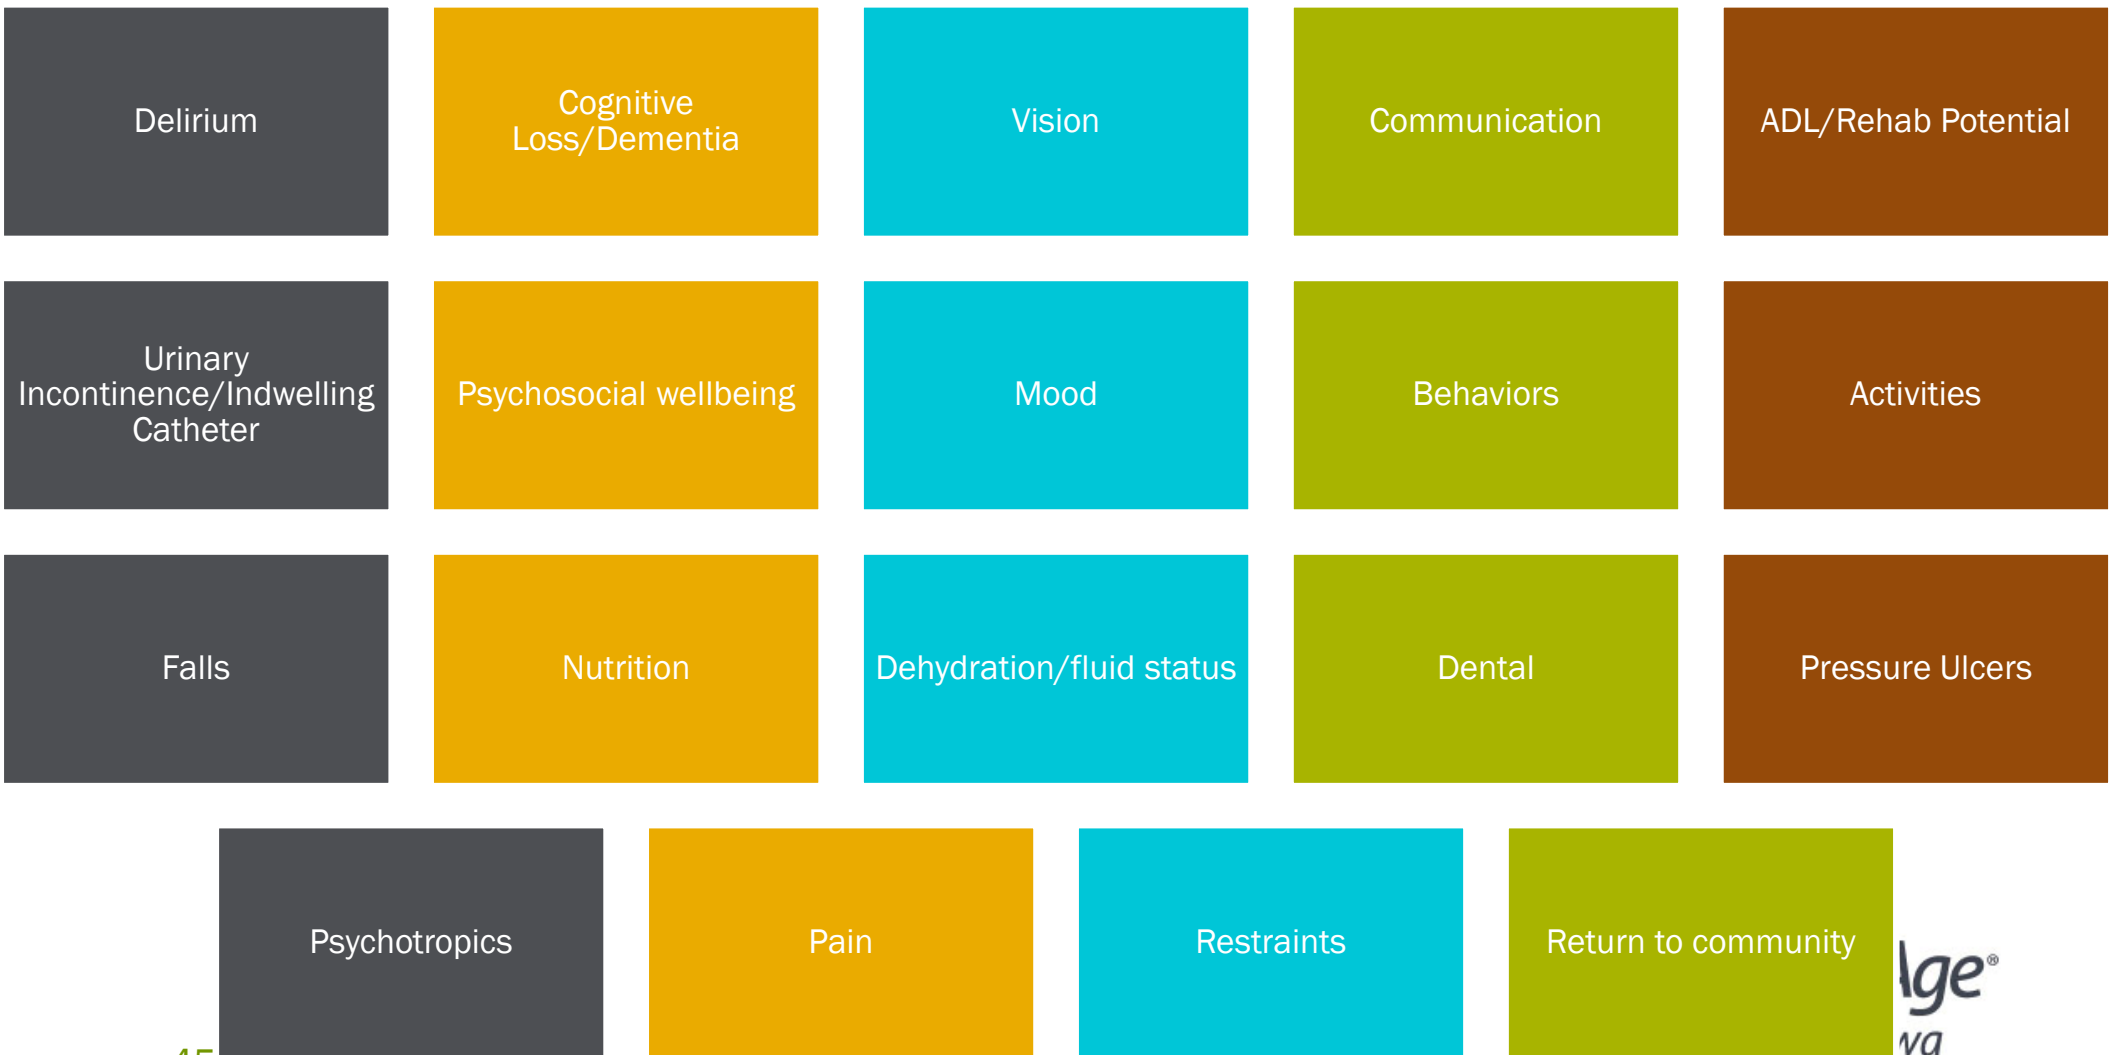 Delirium
Cognitive
Loss/Dementia
Vision
Communication
ADL/Rehab Potential
Urinary
Incontinence/Indwelling
Catheter
Psychosocial wellbeing
Mood
Behaviors
Activities
Falls
Nutrition
Dehydration/fluid status
Dental
Pressure Ulcers
Psychotropics
Pain
Restraints
Return to community